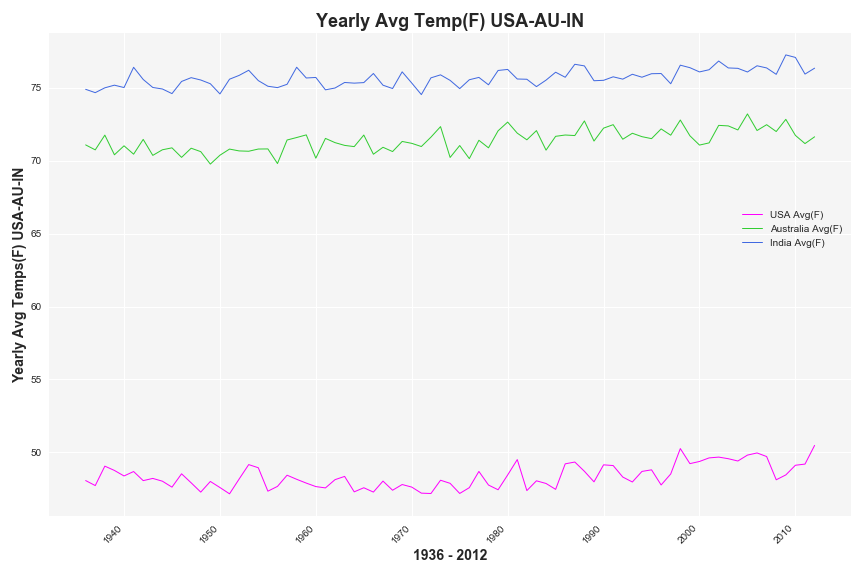 Yearly Avg Temp(F) USA-AU-IN
Yearly Avg Temps(F) USA-AU-IN
75
70
65
60
55
50
USA Avg(F)
Australia Avg(F)
India Avg(F)
1940
1950
1960
1970
1980
1990
2000
2010
1936 - 2012